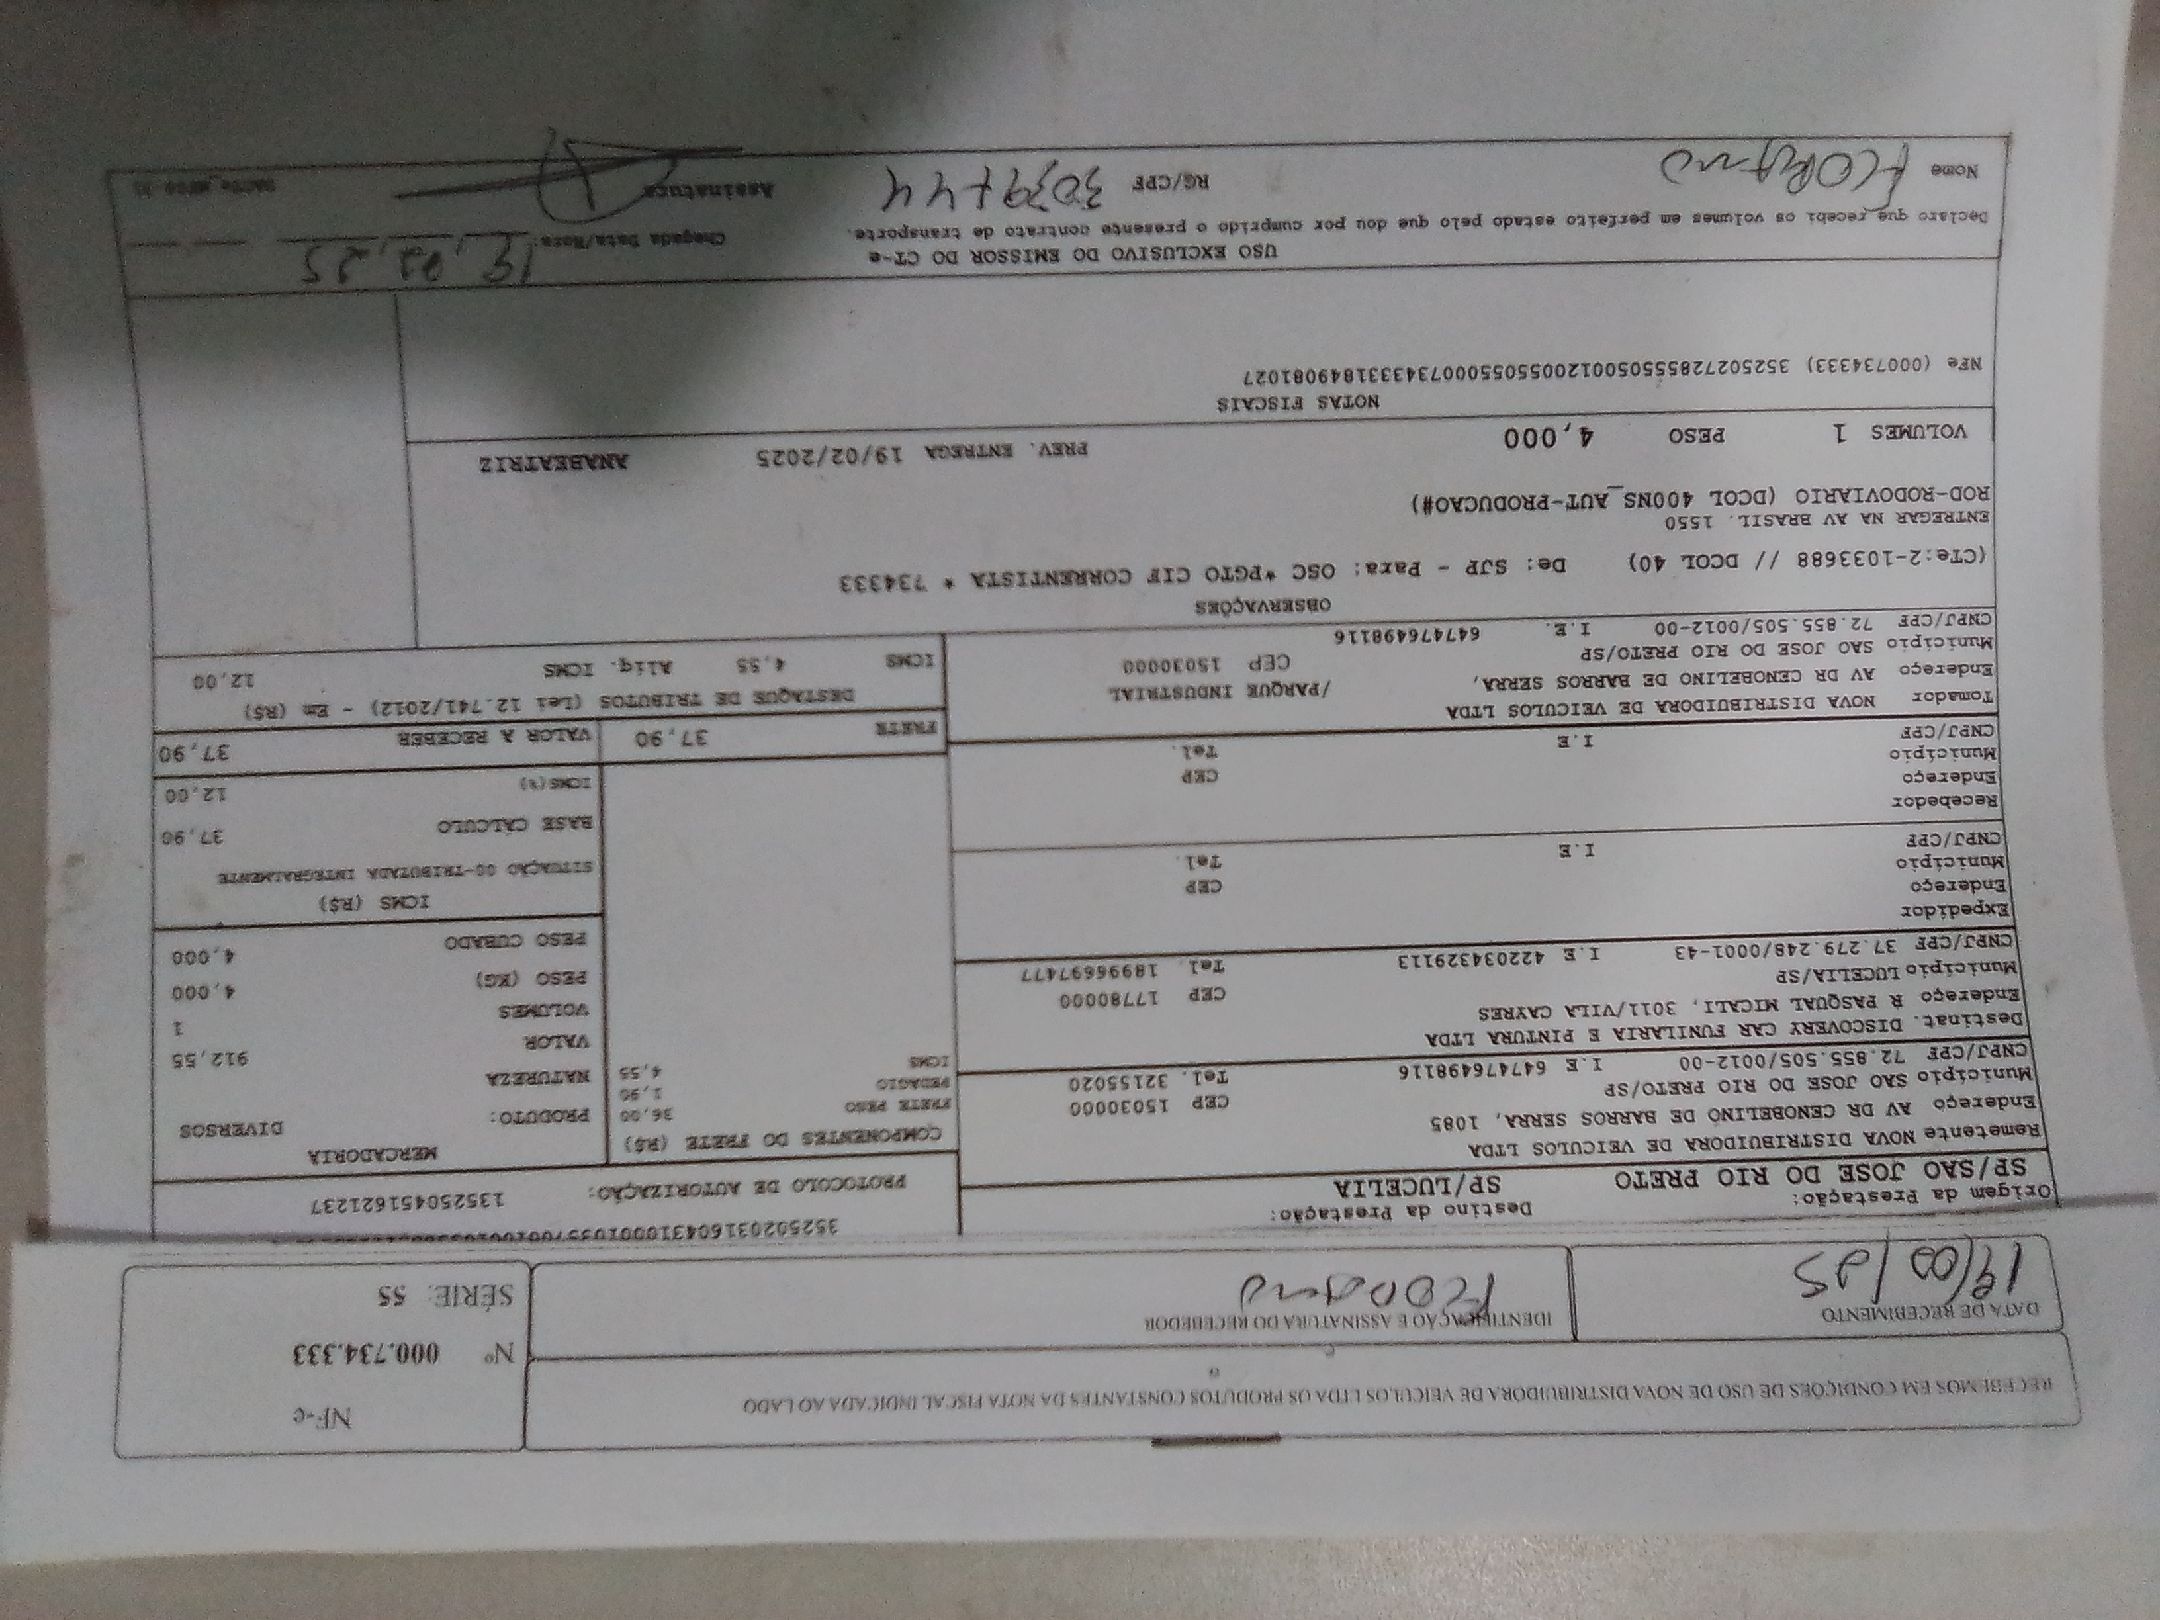 RECEBEMOS EM CONDIÇÕES DE USO DE NOVA DISTRIBUIDORA DE VEICULOS LTDA OS PRODUTOS CONSTANTES DA NOTA FISCAL INDICADA AO LADO
NF-e
Nº 000.734.333
SÉRIE: 55
DATA DE RECEBIMENTO
IDENTIFICAÇÃO E ASSINATURA DO RECEBEDOR
Origem da Prestação:
SP/SAO JOSE DO RIO PRETO
Destino da Prestação:
SP/LUCELIA
PROTOCOLO DE AUTORIZAÇÃO: 135250451621237
Remetente NOVA DISTRIBUIDORA DE VEICULOS LTDA
Endereço AV DR CENOBELINO DE BARROS SERRA, 1085
Município SAO JOSE DO RIO PRETO/SP CEP 15030000
CNPJ/CPF 72.855.505/0012-00 I.E 647476498116 Tel. 32155020
Destinat. DISCOVERY CAR FUNILARIA E PINTURA LTDA
Endereço R PASQUAL MICALI, 3011/VILA CAYRES
Município LUCELIA/SP CEP 17780000
CNPJ/CPF 37.279.248/0001-43 I.E 422034329113 Tel. 18996697477
Expedidor
Endereço
Município CEP
CNPJ/CPF I.E Tel.
Recebedor
Endereço
Município CEP
CNPJ/CPF I.E Tel.
Tomador NOVA DISTRIBUIDORA DE VEICULOS LTDA
Endereço AV DR CENOBELINO DE BARROS SERRA, /PARQUE INDUSTRIAL
Município SAO JOSE DO RIO PRETO/SP CEP 15030000
CNPJ/CPF 72.855.505/0012-00 I.E. 647476498116
COMPONENTES DO FRETE (R$)
FRETE PESO 36,00
PEDAGIO 1,90
ICMS 4,55
MERCADORIA
PRODUTO: DIVERSOS
NATUREZA
VALOR 912,55
VOLUMES 1
PESO (KG) 4,000
PESO CUBADO 4,000
ICMS (R$)
SITUAÇÃO 00-TRIBUTADA INTEGRALMENTE
BASE CÁLCULO 37,90
ICMS(%) 12,00
FRETE 37,90
VALOR A RECEBER 37,90
DESTAQUE DE TRIBUTOS (Lei 12.741/2012) - Em (R$)
ICMS 4,55 Aliq. ICMS 12,00
OBSERVAÇÕES
(CTe:2-1033688 // DCOL 40) De: SJP - Para: OSC *PGTO CIF CORRENTISTA * 734333
ENTREGAR NA AV BRASIL. 1550
ROD-RODOVIARIO (DCOL 400NS_AUT-PRODUCAO#)
VOLUMES 1 PESO 4,000 PREV. ENTREGA 19/02/2025 ANABEATRIZ
NOTAS FISCAIS
NFe (000734333) 35250272855505001200550550007343331849081027
USO EXCLUSIVO DO EMISSOR DO CT-e
Declaro que recebi os volumes em perfeito estado pelo que dou por cumprido o presente contrato de transporte.
Chegada Data/Hora: 19,02,25
Nome
RG/CPF
Assinatura